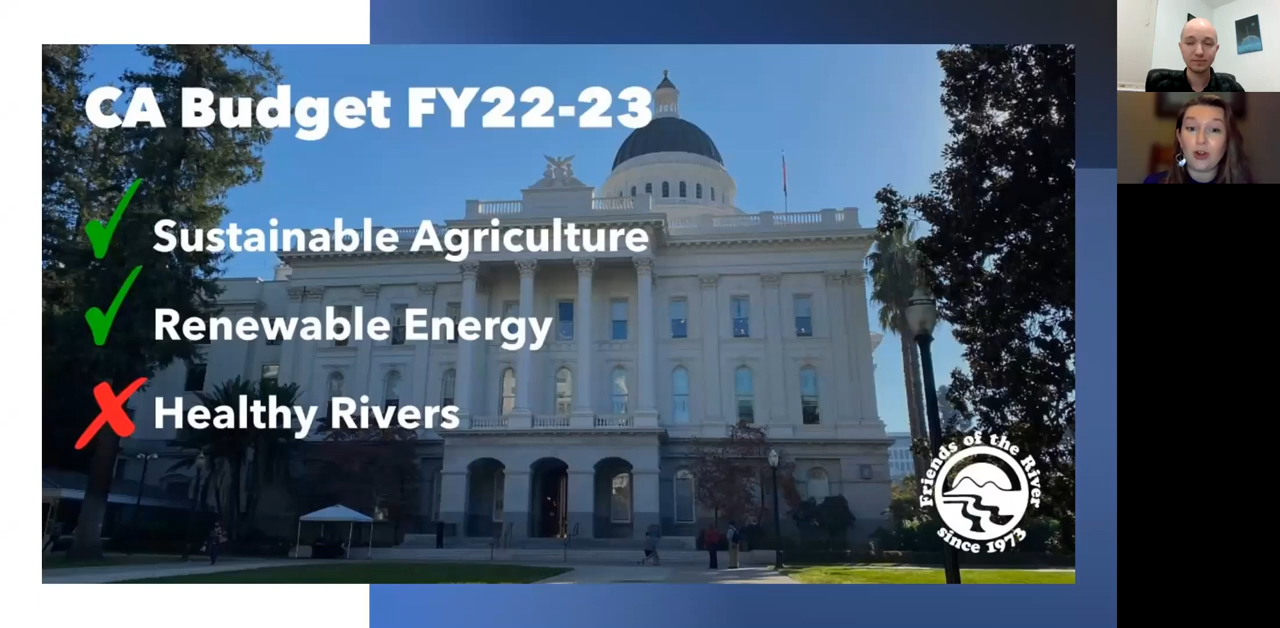 CA Budget FY22-23
Sustainable Agriculture
Renewable Energy
Healthy Rivers
Friends of the River
since 1973